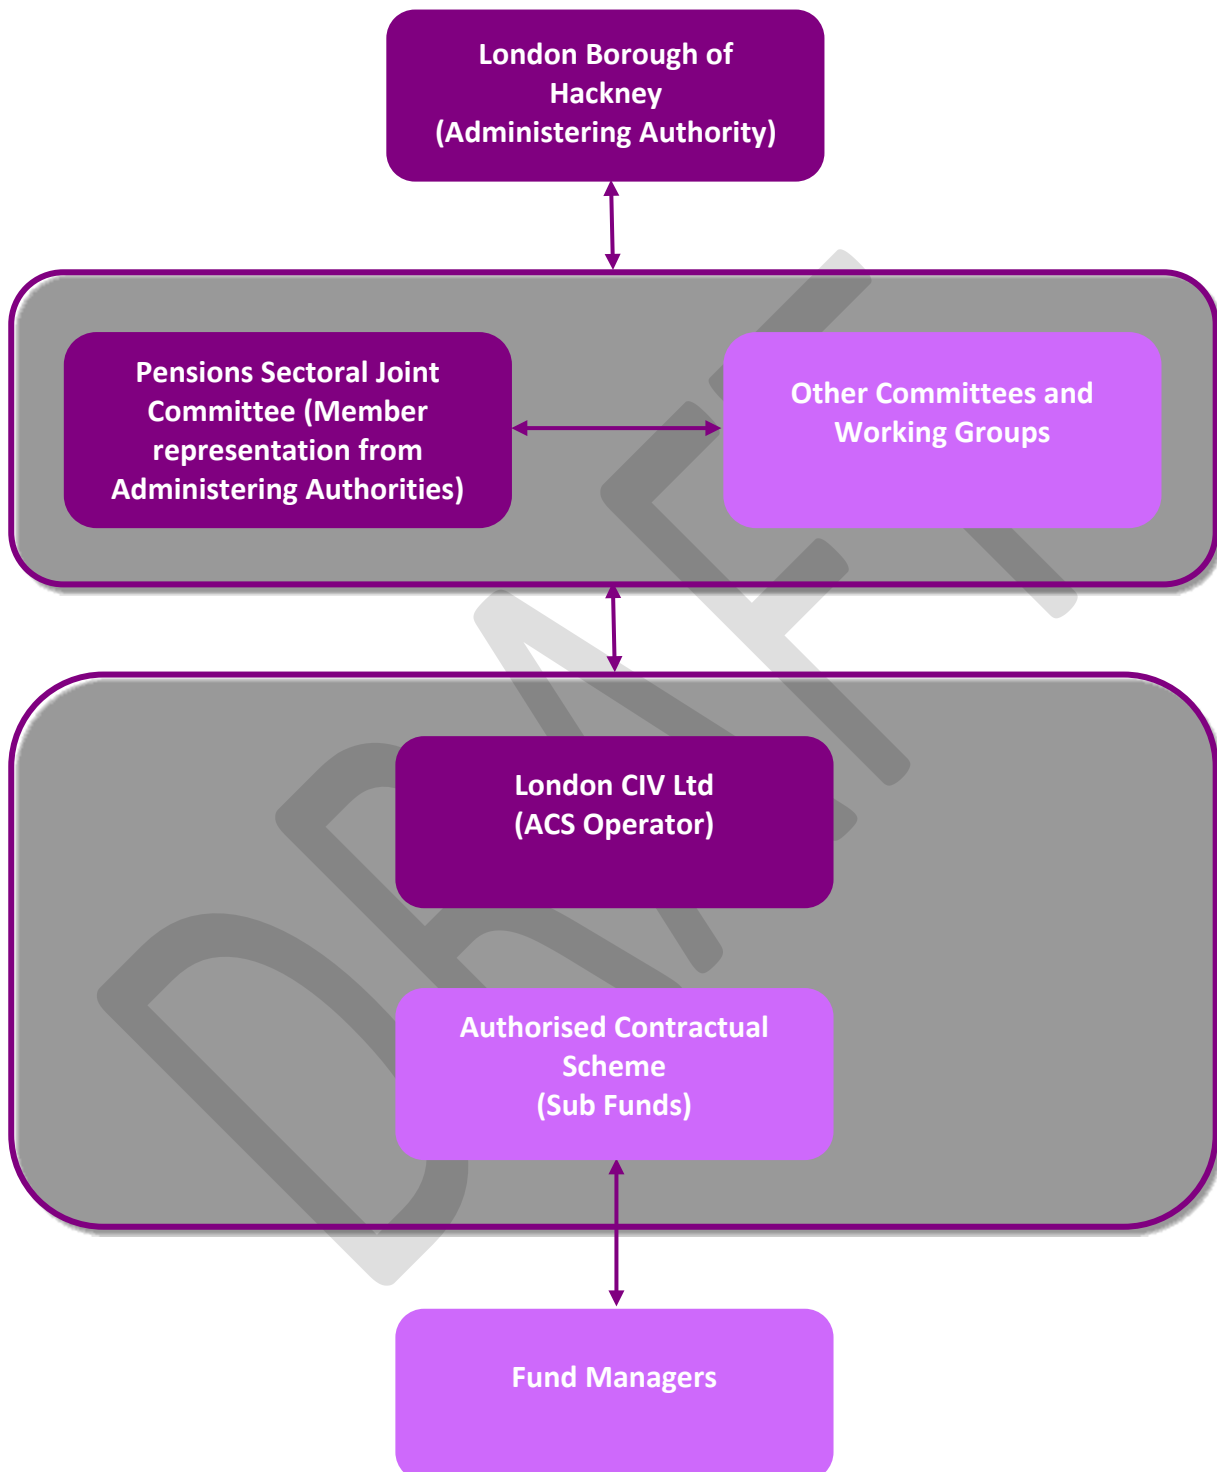 London Borough of
Hackney
(Administering Authority)
Pensions Sectoral Joint
Committee (Member
representation from
Administering Authorities)
Other Committees and
Working Groups
London CIV Ltd
(ACS Operator)
Authorised Contractual
Scheme
(Sub Funds)
Fund Managers
DRAFT